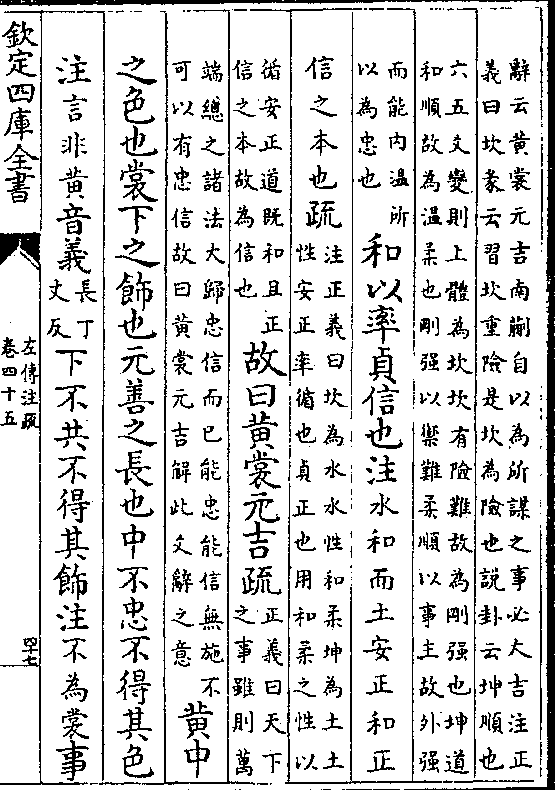 辭云黃裳元吉南蒯自以為所謀之事必大吉注正
義曰坎彖云習坎重險是坎為險也說卦云坤順也
六五爻變則上體為坎坎有險難故為剛强也坤道
和順故為溫柔也剛强以禦難柔順以事主故外强
而能内溫所以為忠也和以率貞信也注水和而土安正和正
信之本也疏注正義曰坎為水水性和柔坤為土土性安正率循也貞正也用和柔之性以
循安正道既和且正信之本故為信也故曰黃裳元吉疏正義曰天下之事雖則萬
端總之諸法大歸忠信而已能忠能信無施不可以有忠信故曰黃裳元吉解此爻辭之意黃中
之色也裳下之飾也元善之長也中不忠不得其色
注言非黃音義長丁丈反下不共不得其飾注不為裳事
欽定四庫全書
左傳注疏
卷四十五
四十七